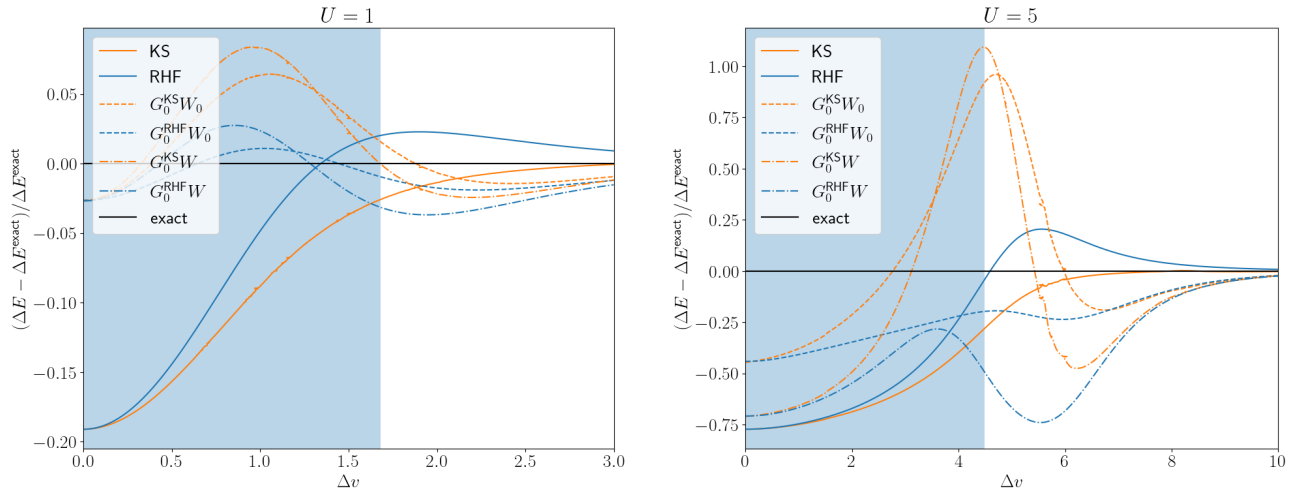 U = 1
(ΔE − ΔE^exact)/ΔE^exact
0.05
0.00
−0.05
−0.10
−0.15
−0.20
KS
RHF
G_0^KS W_0
G_0^RHF W_0
G_0^KS W
G_0^RHF W
exact
0.0 0.5 1.0 1.5 2.0 2.5 3.0
Δv
U = 5
(ΔE − ΔE^exact)/ΔE^exact
1.00
0.75
0.50
0.25
0.00
−0.25
−0.50
−0.75
KS
RHF
G_0^KS W_0
G_0^RHF W_0
G_0^KS W
G_0^RHF W
exact
0 2 4 6 8 10
Δv